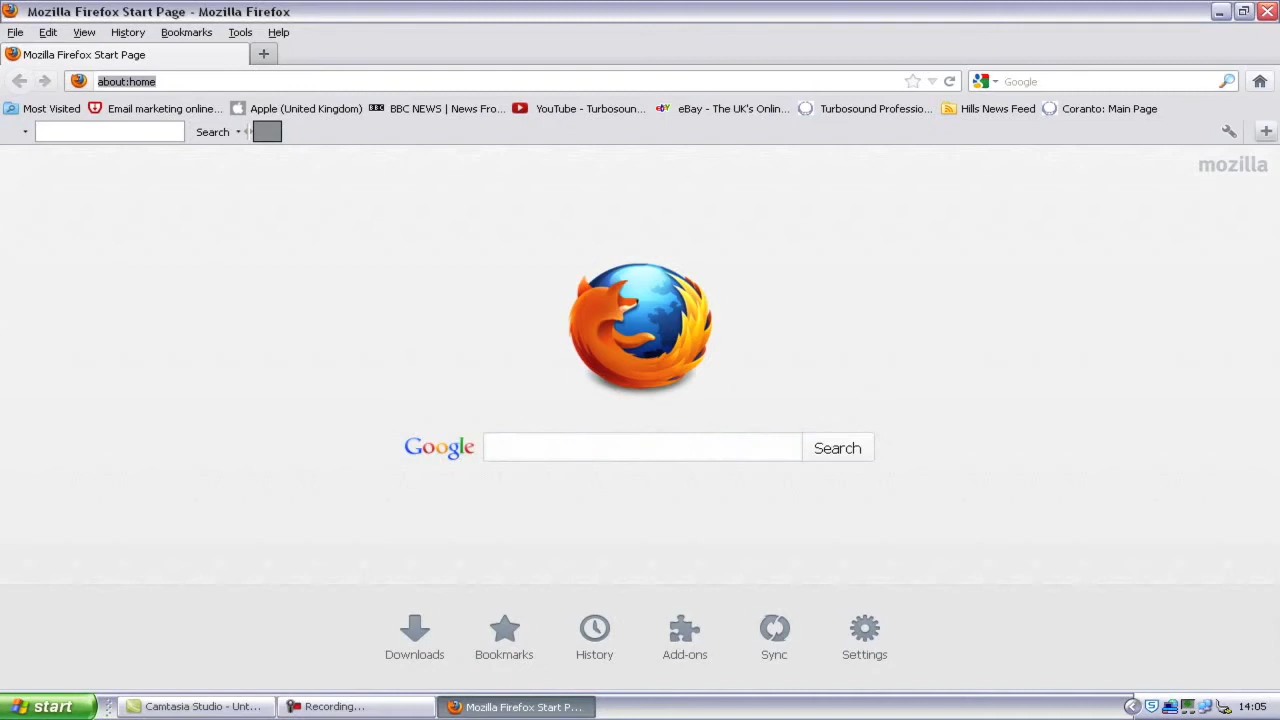 Mozilla Firefox Start Page - Mozilla Firefox
File Edit View History Bookmarks Tools Help
Mozilla Firefox Start Page
about:home Google
Most Visited Email marketing online... Apple (United Kingdom) BBC NEWS | News Fro... YouTube - Turbosoun... eBay - The UK's Onlin... Turbosound Professio... Hills News Feed Coranto: Main Page
Search
mozilla
Google Search
Downloads Bookmarks History Add-ons Sync Settings
start Camtasia Studio - Unt... Recording... Mozilla Firefox Start P... 14:05